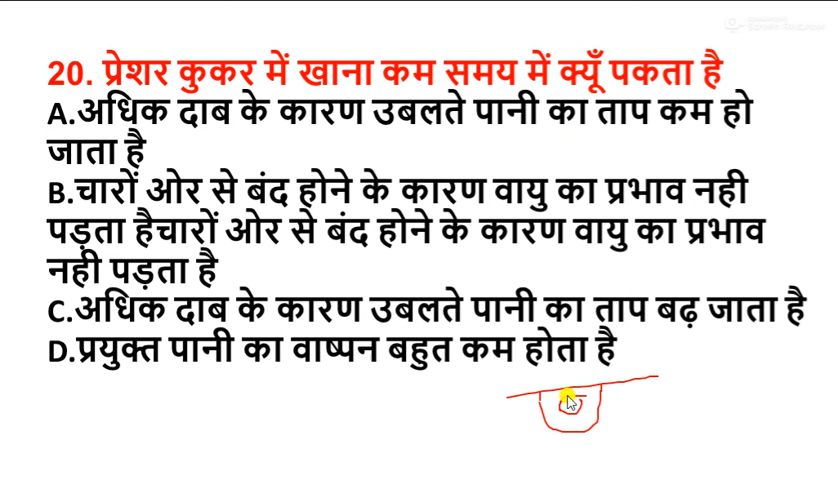 20. प्रेशर कुकर में खाना कम समय में क्यूँ पकता है
A.अधिक दाब के कारण उबलते पानी का ताप कम हो
जाता है
B.चारों ओर से बंद होने के कारण वायु का प्रभाव नही
पड़ता हैचारों ओर से बंद होने के कारण वायु का प्रभाव
नही पड़ता है
C.अधिक दाब के कारण उबलते पानी का ताप बढ़ जाता है
D.प्रयुक्त पानी का वाष्पन बहुत कम होता है